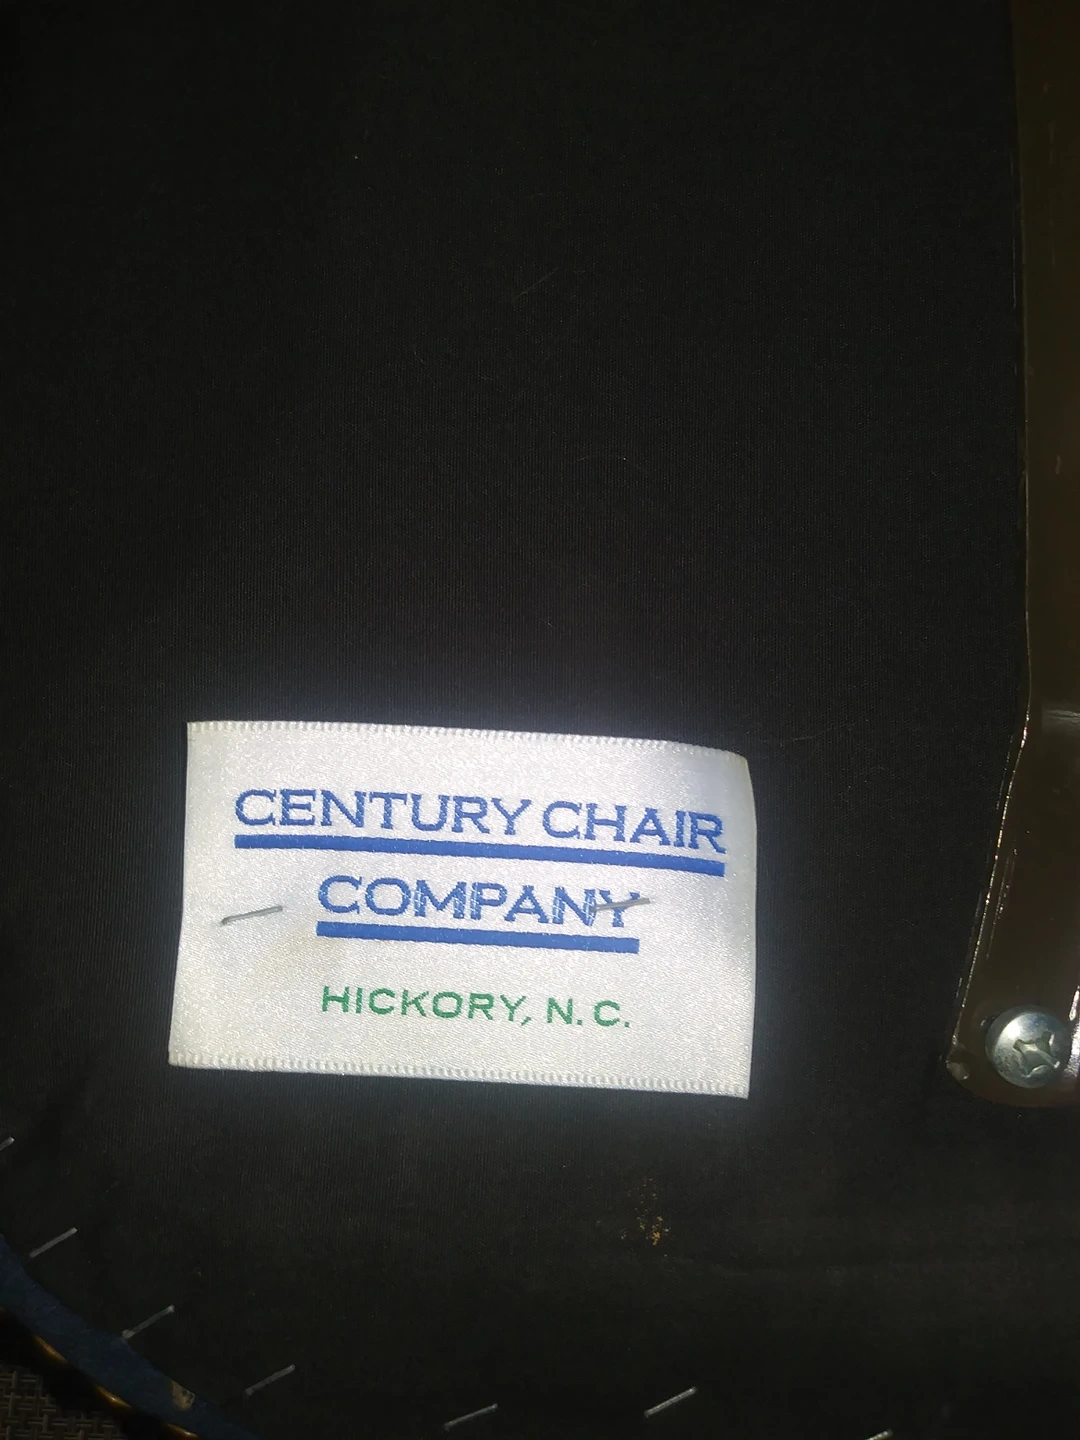 CENTURY CHAIR
COMPANY
HICKORY, N. C.